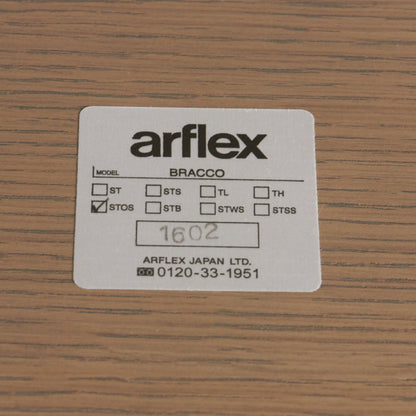 arflex
MODEL BRACCO
☐ ST ☐ STS ☐ TL ☐ TH
☑ STOS ☐ STB ☐ STWS ☐ STSS
1602
ARFLEX JAPAN LTD.
0120-33-1951